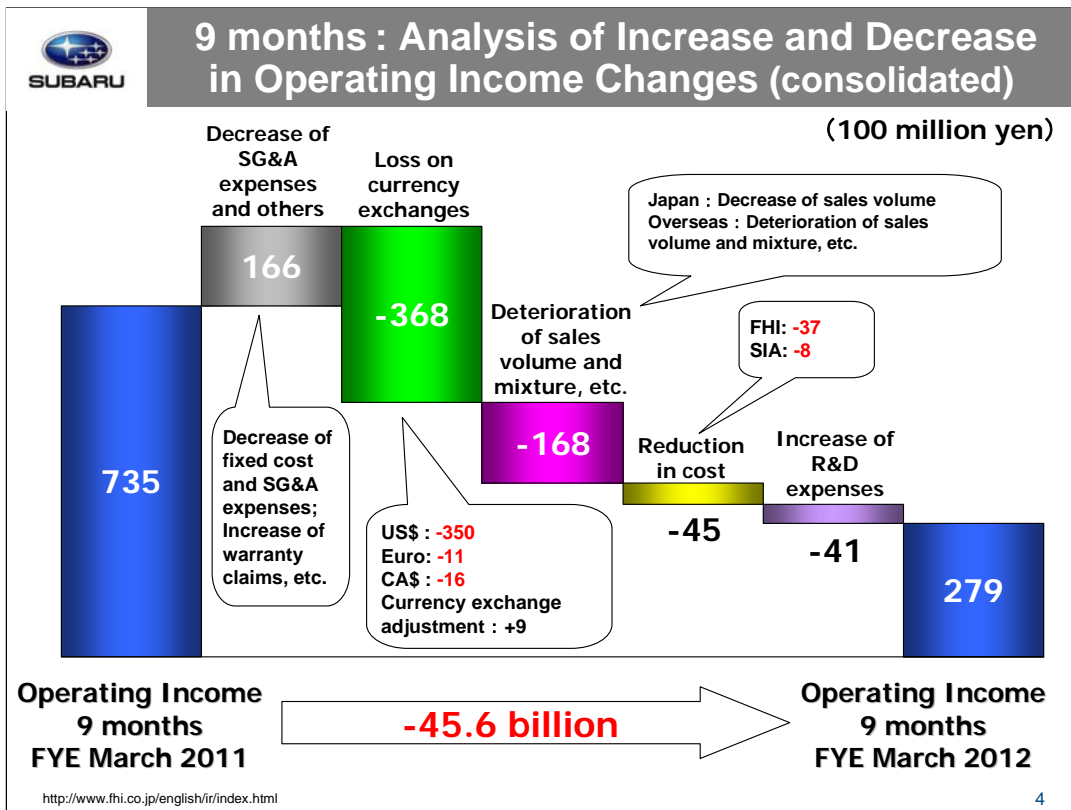 SUBARU
9 months : Analysis of Increase and Decrease
in Operating Income Changes (consolidated)
（100 million yen）
Decrease of
SG&A
expenses
and others
Loss on
currency
exchanges
Japan : Decrease of sales volume
Overseas : Deterioration of sales
volume and mixture, etc.
166
-368
Deterioration
of sales
volume and
mixture, etc.
FHI: -37
SIA: -8
735
Decrease of
fixed cost
and SG&A
expenses;
Increase of
warranty
claims, etc.
-168
Reduction
in cost
Increase of
R&D
expenses
US$ : -350
Euro: -11
CA$ : -16
Currency exchange
adjustment : +9
-45
-41
279
Operating Income
9 months
FYE March 2011
-45.6 billion
Operating Income
9 months
FYE March 2012
http://www.fhi.co.jp/english/ir/index.html
4